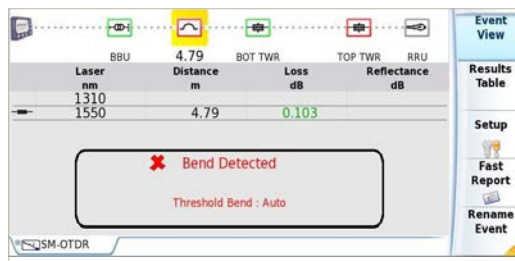 BBU 4.79 BOT TWR TOP TWR RRU
Laser Distance Loss Reflectance
nm m dB dB
1310
1550 4.79 0.103
Bend Detected
Threshold Bend : Auto
SM-OTDR
Event
View
Results
Table
Setup
Fast
Report
Rename
Event